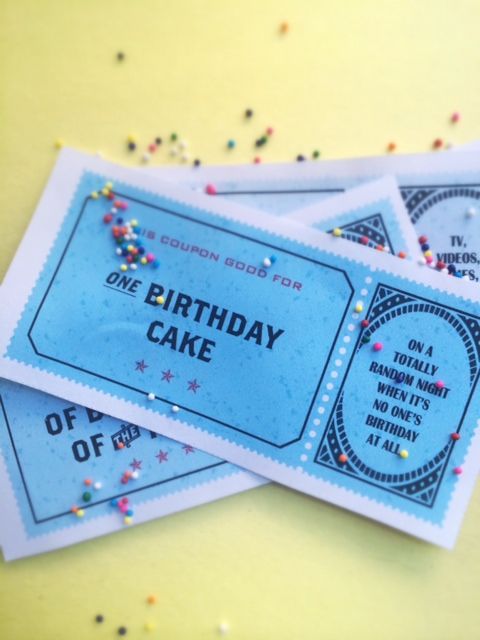 THIS COUPON GOOD FOR
ONE BIRTHDAY
CAKE
ON A
TOTALLY
RANDOM NIGHT
WHEN IT'S
NO ONE'S
BIRTHDAY
AT ALL
TV,
VIDEOS,
OF
OF THE